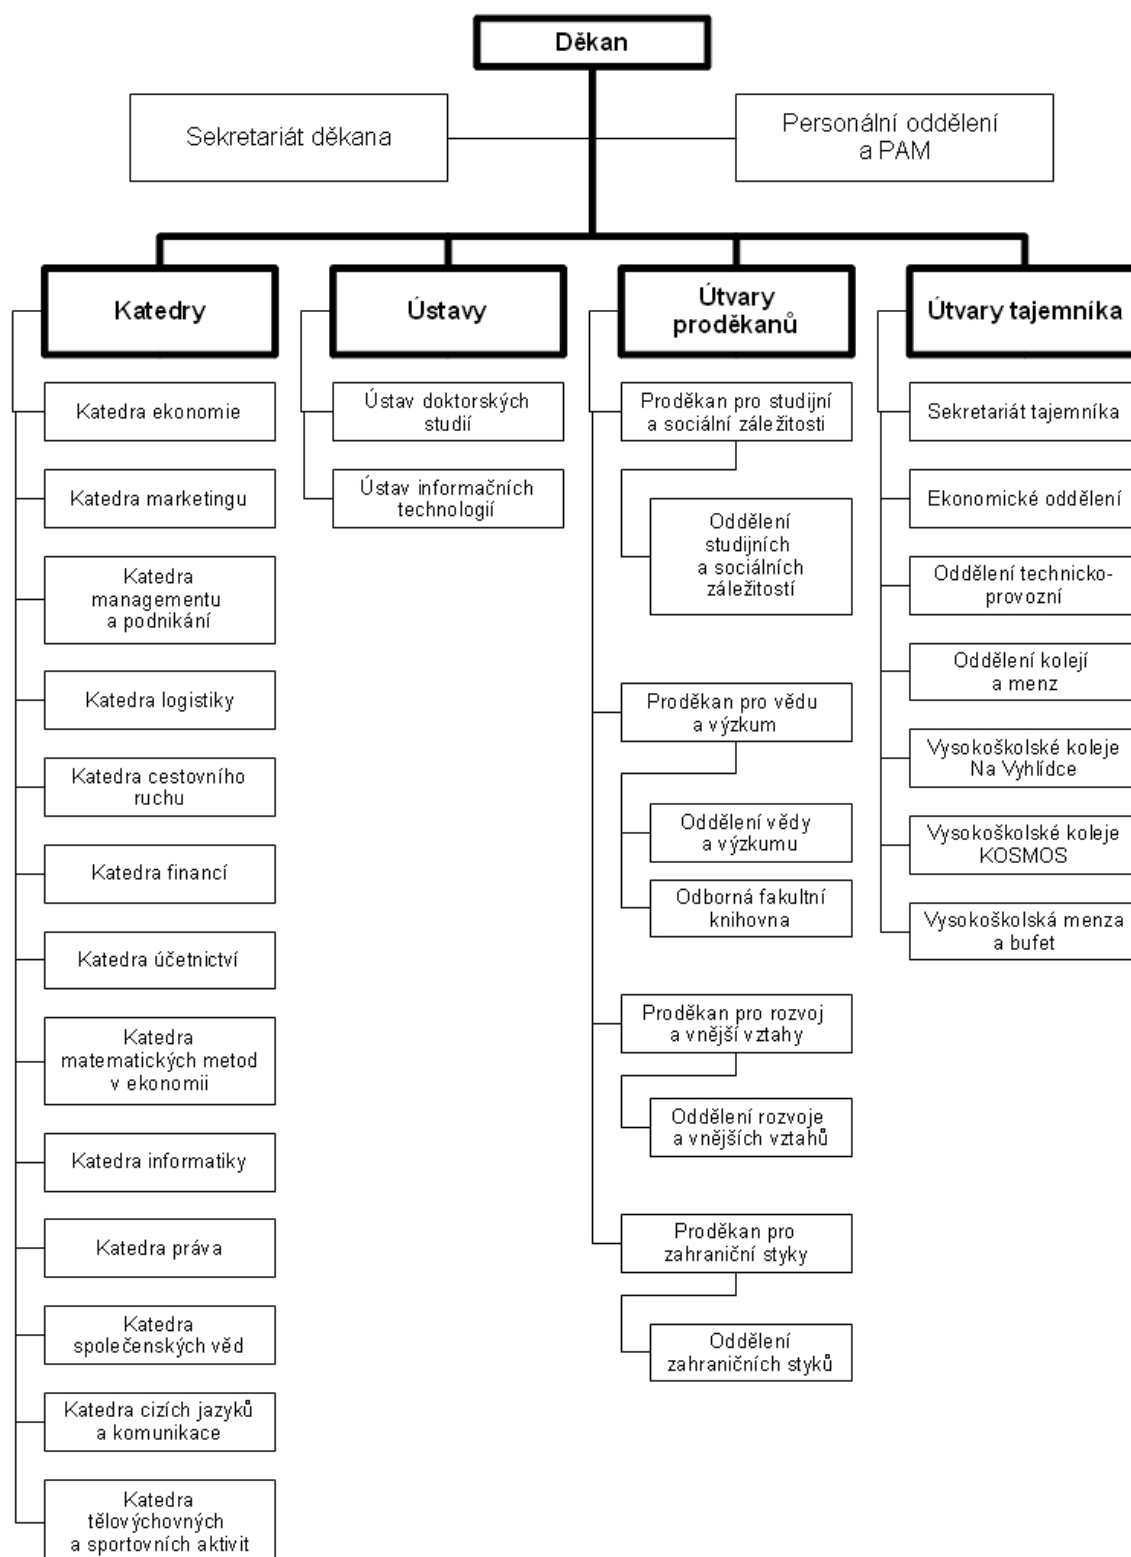 Děkan
Sekretariát děkana
Personální oddělení
a PAM
Katedry
Katedra ekonomie
Katedra marketingu
Katedra
managementu
a podnikání
Katedra logistiky
Katedra cestovního
ruchu
Katedra financí
Katedra účetnictví
Katedra
matematických metod
v ekonomii
Katedra informatiky
Katedra práva
Katedra
společenských věd
Katedra cizích jazyků
a komunikace
Katedra
tělovýchovných
a sportovních aktivit
Ústavy
Ústav doktorských
studií
Ústav informačních
technologií
Útvary
proděkanů
Proděkan pro studijní
a sociální záležitosti
Oddělení
studijních
a sociálních
záležitostí
Proděkan pro vědu
a výzkum
Oddělení vědy
a výzkumu
Odborná fakultní
knihovna
Proděkan pro rozvoj
a vnější vztahy
Oddělení rozvoje
a vnějších vztahů
Proděkan pro
zahraniční styky
Oddělení
zahraničních styků
Útvary tajemníka
Sekretariát tajemníka
Ekonomické oddělení
Oddělení technicko-
provozní
Oddělení kolejí
a menz
Vysokoškolské koleje
Na Vyhlídce
Vysokoškolské koleje
KOSMOS
Vysokoškolská menza
a bufet